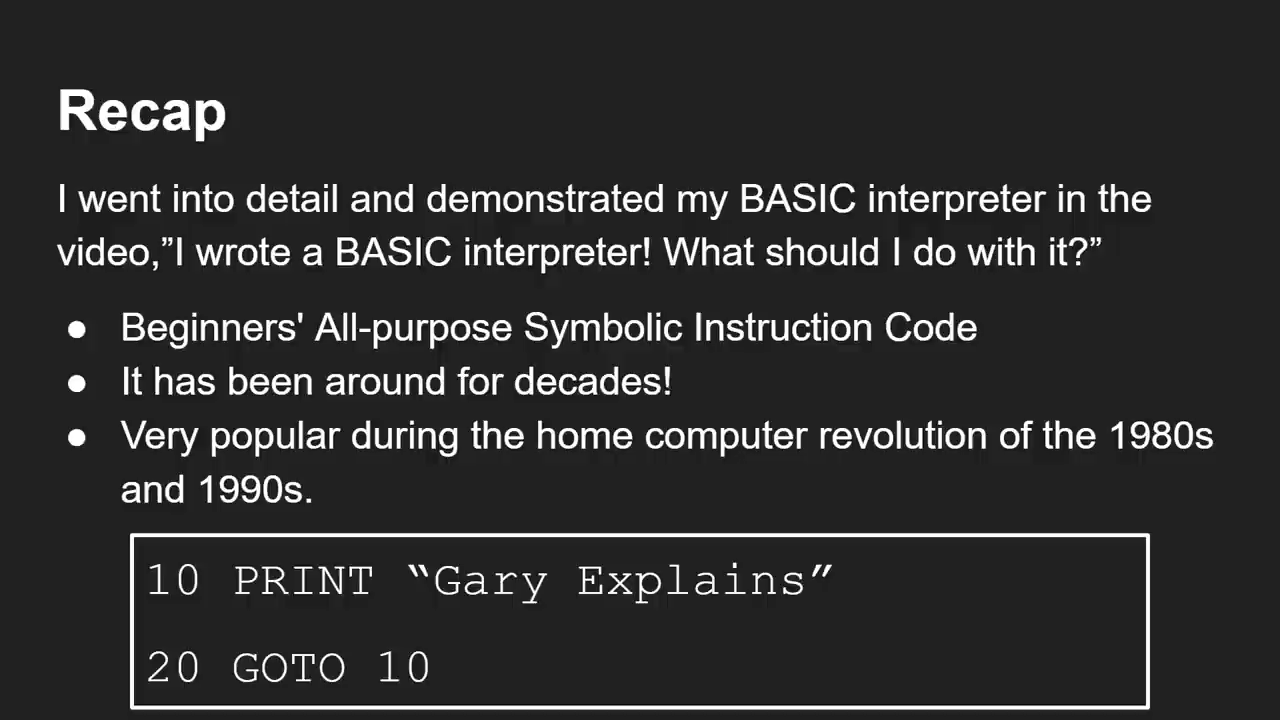 Recap
I went into detail and demonstrated my BASIC interpreter in the
video,”I wrote a BASIC interpreter! What should I do with it?”
● Beginners' All-purpose Symbolic Instruction Code
● It has been around for decades!
● Very popular during the home computer revolution of the 1980s
and 1990s.
10 PRINT “Gary Explains”
20 GOTO 10